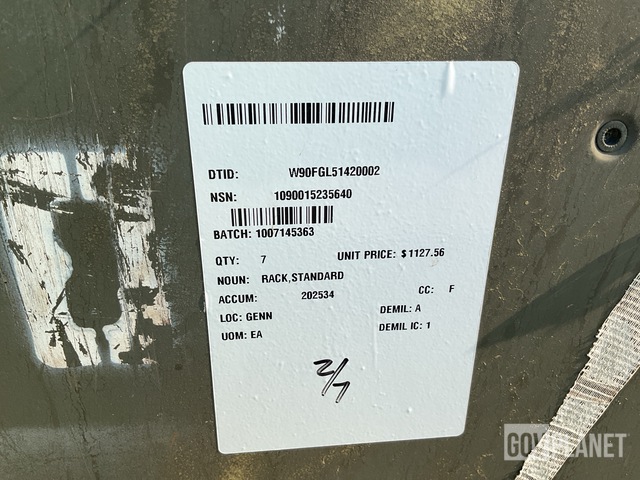 DTID: W90FGL51420002
NSN: 1090015235640
BATCH: 1007145363
QTY: 7 UNIT PRICE: $1127.56
NOUN: RACK,STANDARD
ACCUM: 202534 CC: F
LOC: GENN DEMIL: A
UOM: EA DEMIL IC: 1
2/7
GOVPLANET